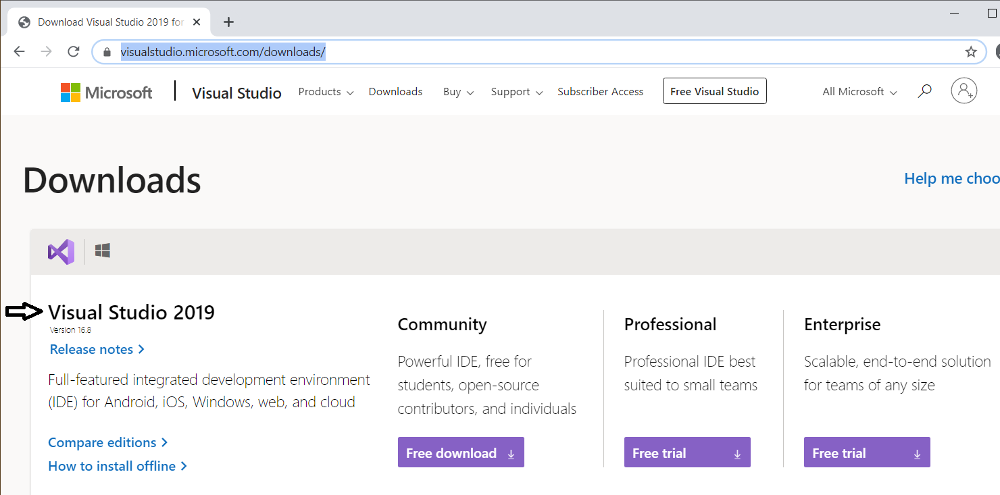 Download Visual Studio 2019 for
visualstudio.microsoft.com/downloads/
Microsoft
Visual Studio
Products
Downloads
Buy
Support
Subscriber Access
Free Visual Studio
All Microsoft
Downloads
Help me choo
Visual Studio 2019
Version 16.8
Release notes
Full-featured integrated development environment
(IDE) for Android, iOS, Windows, web, and cloud
Compare editions
How to install offline
Community
Powerful IDE, free for
students, open-source
contributors, and individuals
Free download
Professional
Professional IDE best
suited to small teams
Free trial
Enterprise
Scalable, end-to-end solution
for teams of any size
Free trial